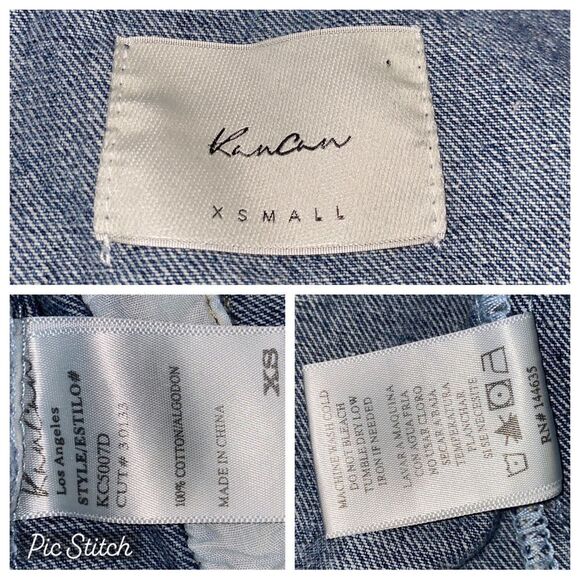 KanCan
X SMALL
KanCan
Los Angeles
STYLE/ESTILO#
KC5007D
CUT# 30133
100% COTTON/ALGODON
MADE IN CHINA
XS
MACHINE WASH COLD
DO NOT BLEACH
TUMBLE DRY LOW
IRON IF NEEDED
LAVAR A MAQUINA
CON AGUA FRIA
NO USAR CLORO
SECAR A BAJA
TEMPERATURA
PLANCHAR
SI SE NECESITE
RN# 144635
Pic Stitch